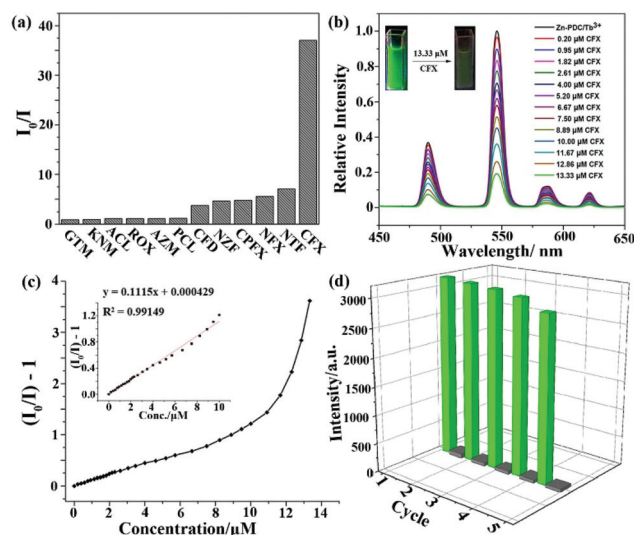 (a)
40
30
20
10
0
I₀/I
GTM
KNM
ACL
ROX
AZM
PCL
CFD
NZF
CPFX
NFX
NTF
CFX
(b)
1.0
0.8
0.6
0.4
0.2
0.0
Relative Intensity
13.33 μM
CFX
Zn-PDC/Tb³⁺
0.20 μM CFX
0.95 μM CFX
1.82 μM CFX
2.61 μM CFX
4.00 μM CFX
5.20 μM CFX
6.67 μM CFX
7.50 μM CFX
8.89 μM CFX
10.00 μM CFX
11.67 μM CFX
12.86 μM CFX
13.33 μM CFX
450 500 550 600 650
Wavelength/ nm
(c)
4
3
2
1
0
(I₀/I) - 1
y = 0.1115x + 0.000429
R² = 0.99149
1.2
0.8
0.4
0.0
(I₀/I) - 1
0 2 4 6 8 10
Conc./μM
0 2 4 6 8 10 12 14
Concentration/μM
(d)
3000
2500
2000
1500
1000
500
0
Intensity/a.u.
1 2 3 4 5
Cycle